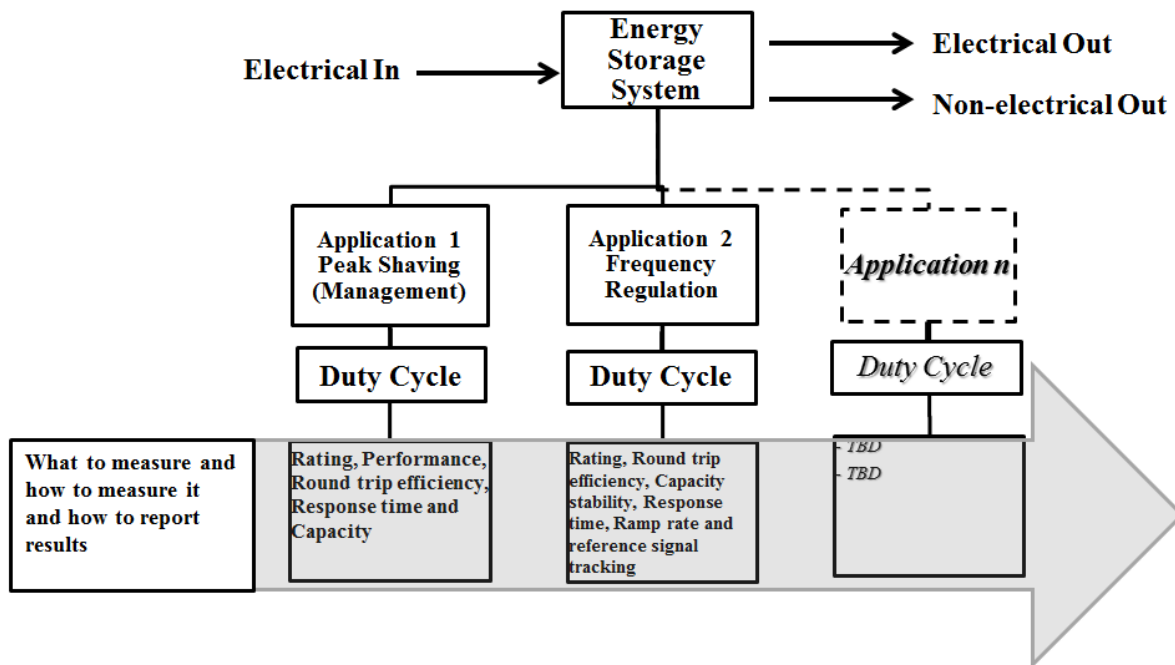 Energy
Storage
System
Electrical In
Electrical Out
Non-electrical Out
Application 1
Peak Shaving
(Management)
Application 2
Frequency
Regulation
Application n
Duty Cycle
Duty Cycle
Duty Cycle
What to measure and
how to measure it
and how to report
results
Rating, Performance,
Round trip efficiency,
Response time and
Capacity
Rating, Round trip
efficiency, Capacity
stability, Response
time, Ramp rate and
reference signal
tracking
- TBD
- TBD